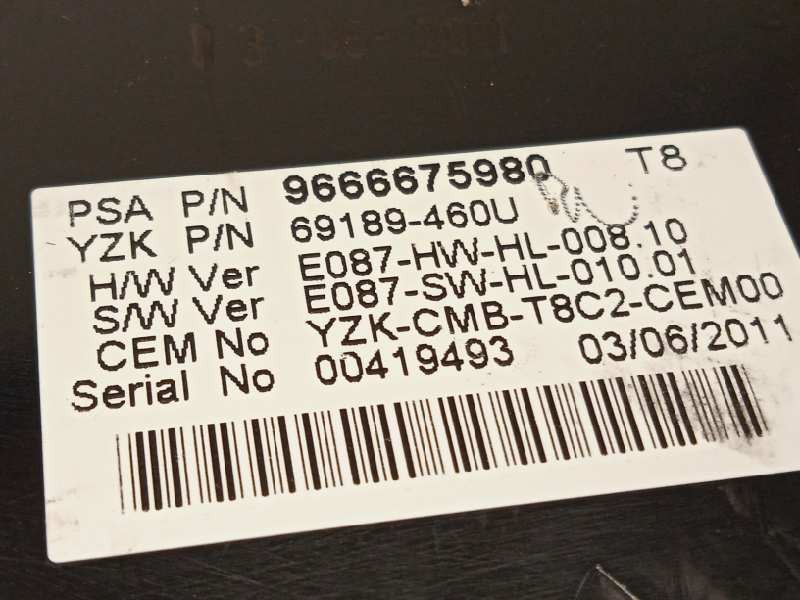 PSA P/N 9666675980 T8
YZK P/N 69189-460U
H/W Ver E087-HW-HL-008.10
S/W Ver E087-SW-HL-010.01
CEM No YZK-CMB-T8C2-CEM00
Serial No 00419493 03/06/2011